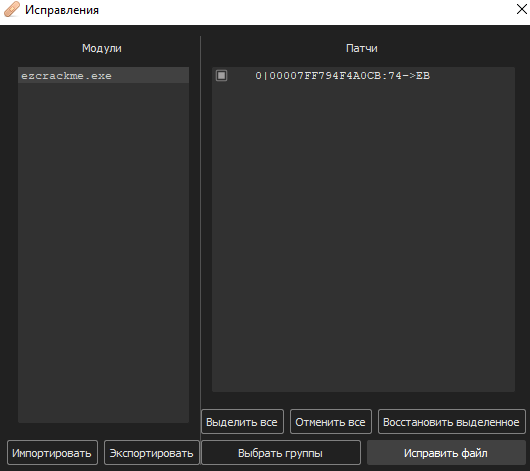 Исправления
Модули
Патчи
ezcrackme.exe
0|00007FF794F4A0CB:74->EB
Выделить все
Отменить все
Восстановить выделенное
Импортировать
Экспортировать
Выбрать группы
Исправить файл